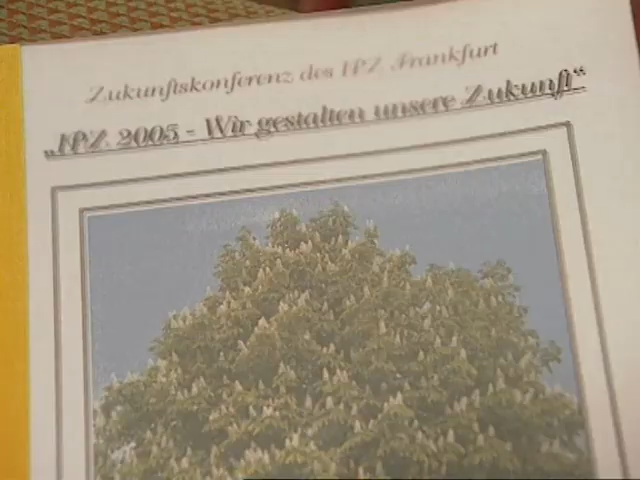 Zukunftskonferenz des IPZ Frankfurt
„IPZ 2005 - Wir gestalten unsere Zukunft“